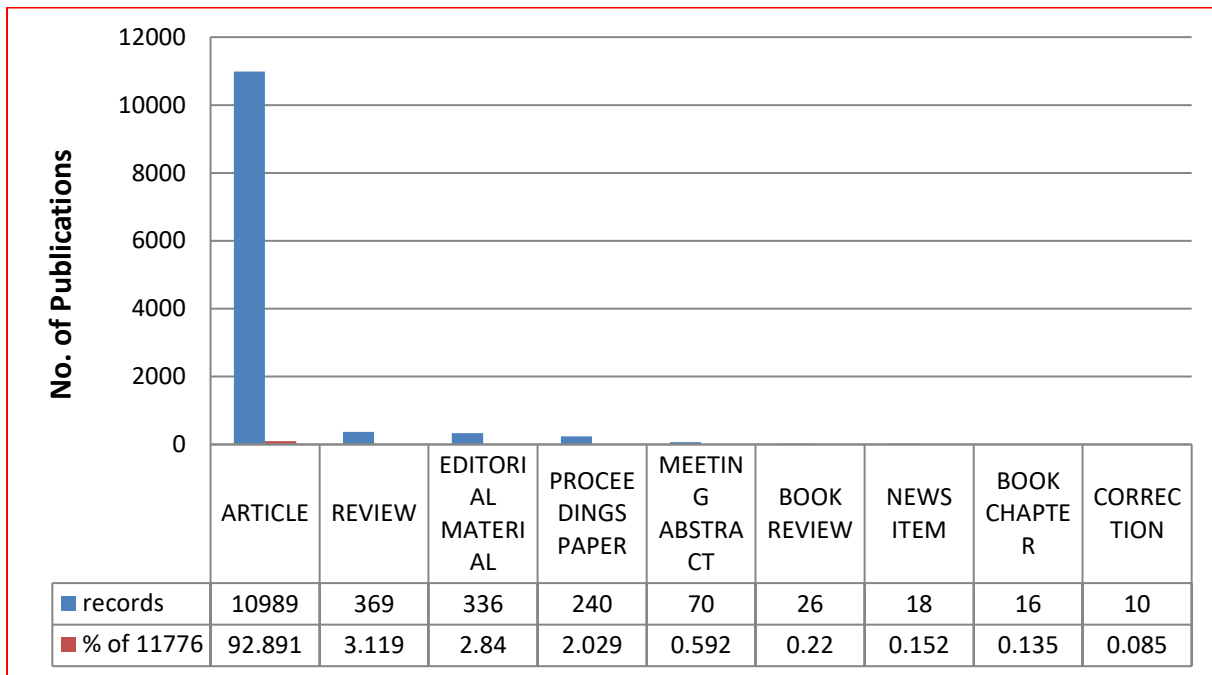 12000
10000
8000
6000
4000
2000
0
No. of Publications
ARTICLE
REVIEW
EDITORI
AL
MATERI
AL
PROCEE
DINGS
PAPER
MEETIN
G
ABSTRA
CT
BOOK
REVIEW
NEWS
ITEM
BOOK
CHAPTE
R
CORREC
TION
records 10989 369 336 240 70 26 18 16 10
% of 11776 92.891 3.119 2.84 2.029 0.592 0.22 0.152 0.135 0.085